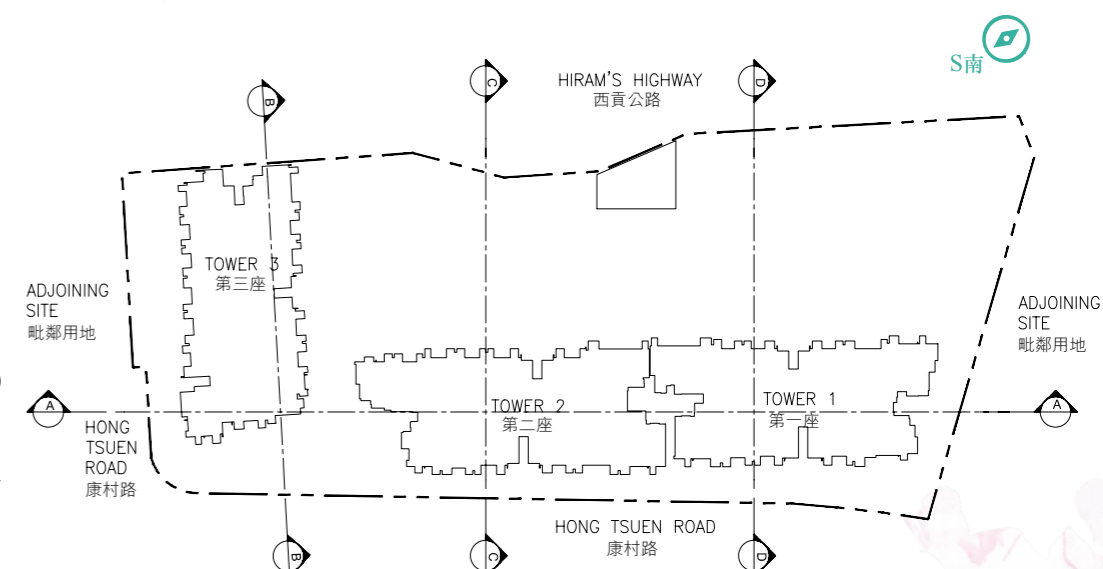 S南
C
D
HIRAM'S HIGHWAY
西貢公路
B
TOWER 3
第三座
ADJOINING
SITE
毗鄰用地
ADJOINING
SITE
毗鄰用地
A
TOWER 2
第二座
TOWER 1
第一座
A
HONG
TSUEN
ROAD
康村路
HONG TSUEN ROAD
康村路
B
C
D